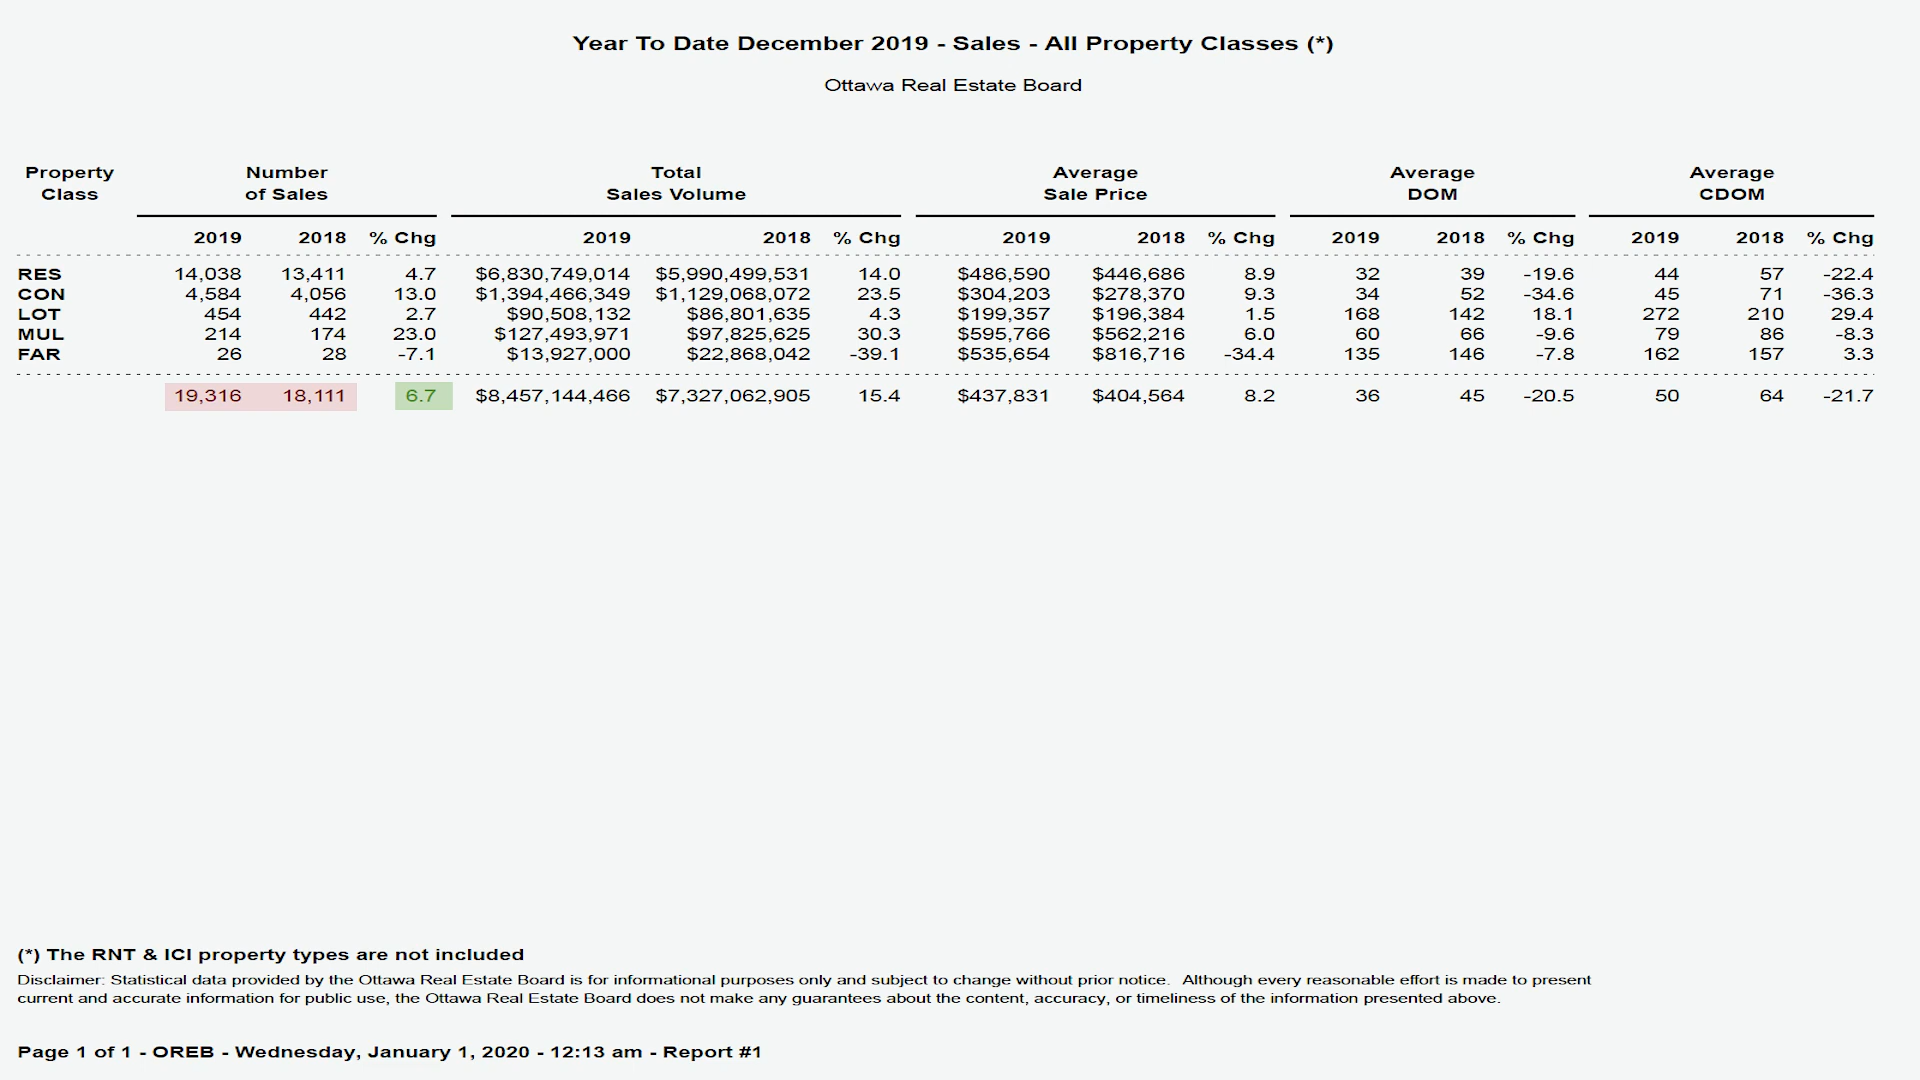 Year To Date December 2019 - Sales - All Property Classes (*)
Ottawa Real Estate Board
Property Class Number of Sales Total Sales Volume Average Sale Price Average DOM Average CDOM
2019 2018 % Chg 2019 2018 % Chg 2019 2018 % Chg 2019 2018 % Chg 2019 2018 % Chg
RES 14,038 13,411 4.7 $6,830,749,014 $5,990,499,531 14.0 $486,590 $446,686 8.9 32 39 -19.6 44 57 -22.4
CON 4,584 4,056 13.0 $1,394,466,349 $1,129,068,072 23.5 $304,203 $278,370 9.3 34 52 -34.6 45 71 -36.3
LOT 454 442 2.7 $90,508,132 $86,801,635 4.3 $199,357 $196,384 1.5 168 142 18.1 272 210 29.4
MUL 214 174 23.0 $127,493,971 $97,825,625 30.3 $595,766 $562,216 6.0 60 66 -9.6 79 86 -8.3
FAR 26 28 -7.1 $13,927,000 $22,868,042 -39.1 $535,654 $816,716 -34.4 135 146 -7.8 162 157 3.3
19,316 18,111 6.7 $8,457,144,466 $7,327,062,905 15.4 $437,831 $404,564 8.2 36 45 -20.5 50 64 -21.7
(*) The RNT & ICI property types are not included
Disclaimer: Statistical data provided by the Ottawa Real Estate Board is for informational purposes only and subject to change without prior notice. Although every reasonable effort is made to present
current and accurate information for public use, the Ottawa Real Estate Board does not make any guarantees about the content, accuracy, or timeliness of the information presented above.
Page 1 of 1 - OREB - Wednesday, January 1, 2020 - 12:13 am - Report #1